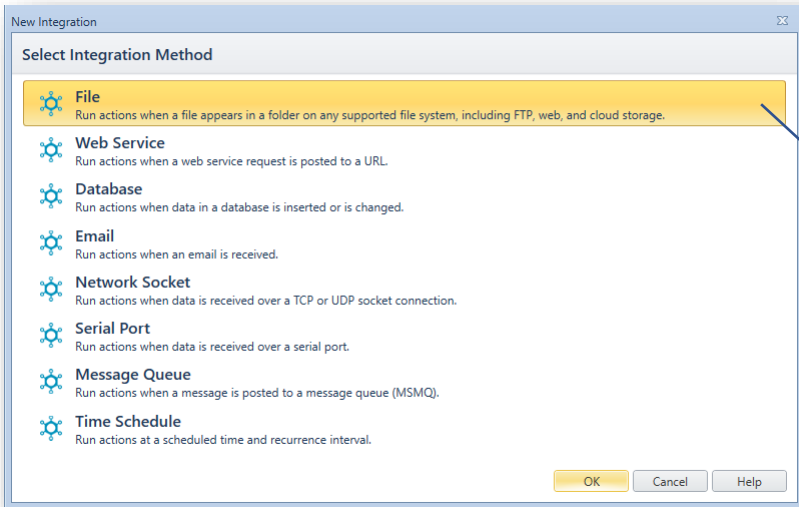 New Integration
Select Integration Method
File
Run actions when a file appears in a folder on any supported file system, including FTP, web, and cloud storage.
Web Service
Run actions when a web service request is posted to a URL.
Database
Run actions when data in a database is inserted or is changed.
Email
Run actions when an email is received.
Network Socket
Run actions when data is received over a TCP or UDP socket connection.
Serial Port
Run actions when data is received over a serial port.
Message Queue
Run actions when a message is posted to a message queue (MSMQ).
Time Schedule
Run actions at a scheduled time and recurrence interval.
OK Cancel Help